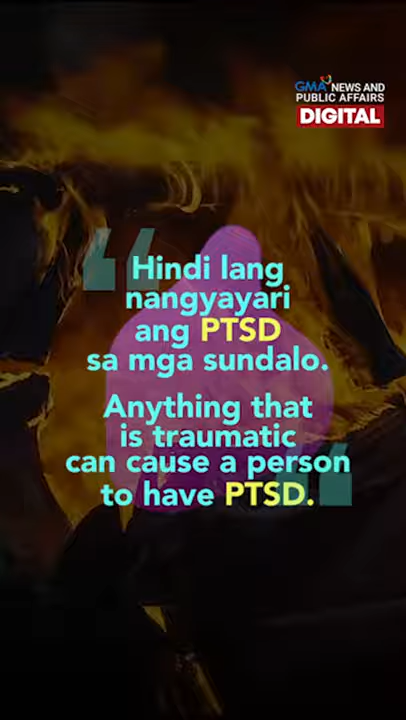 GMA NEWS AND
PUBLIC AFFAIRS
DIGITAL
Hindi lang
nangyayari
ang PTSD
sa mga sundalo.
Anything that
is traumatic
can cause a person
to have PTSD.